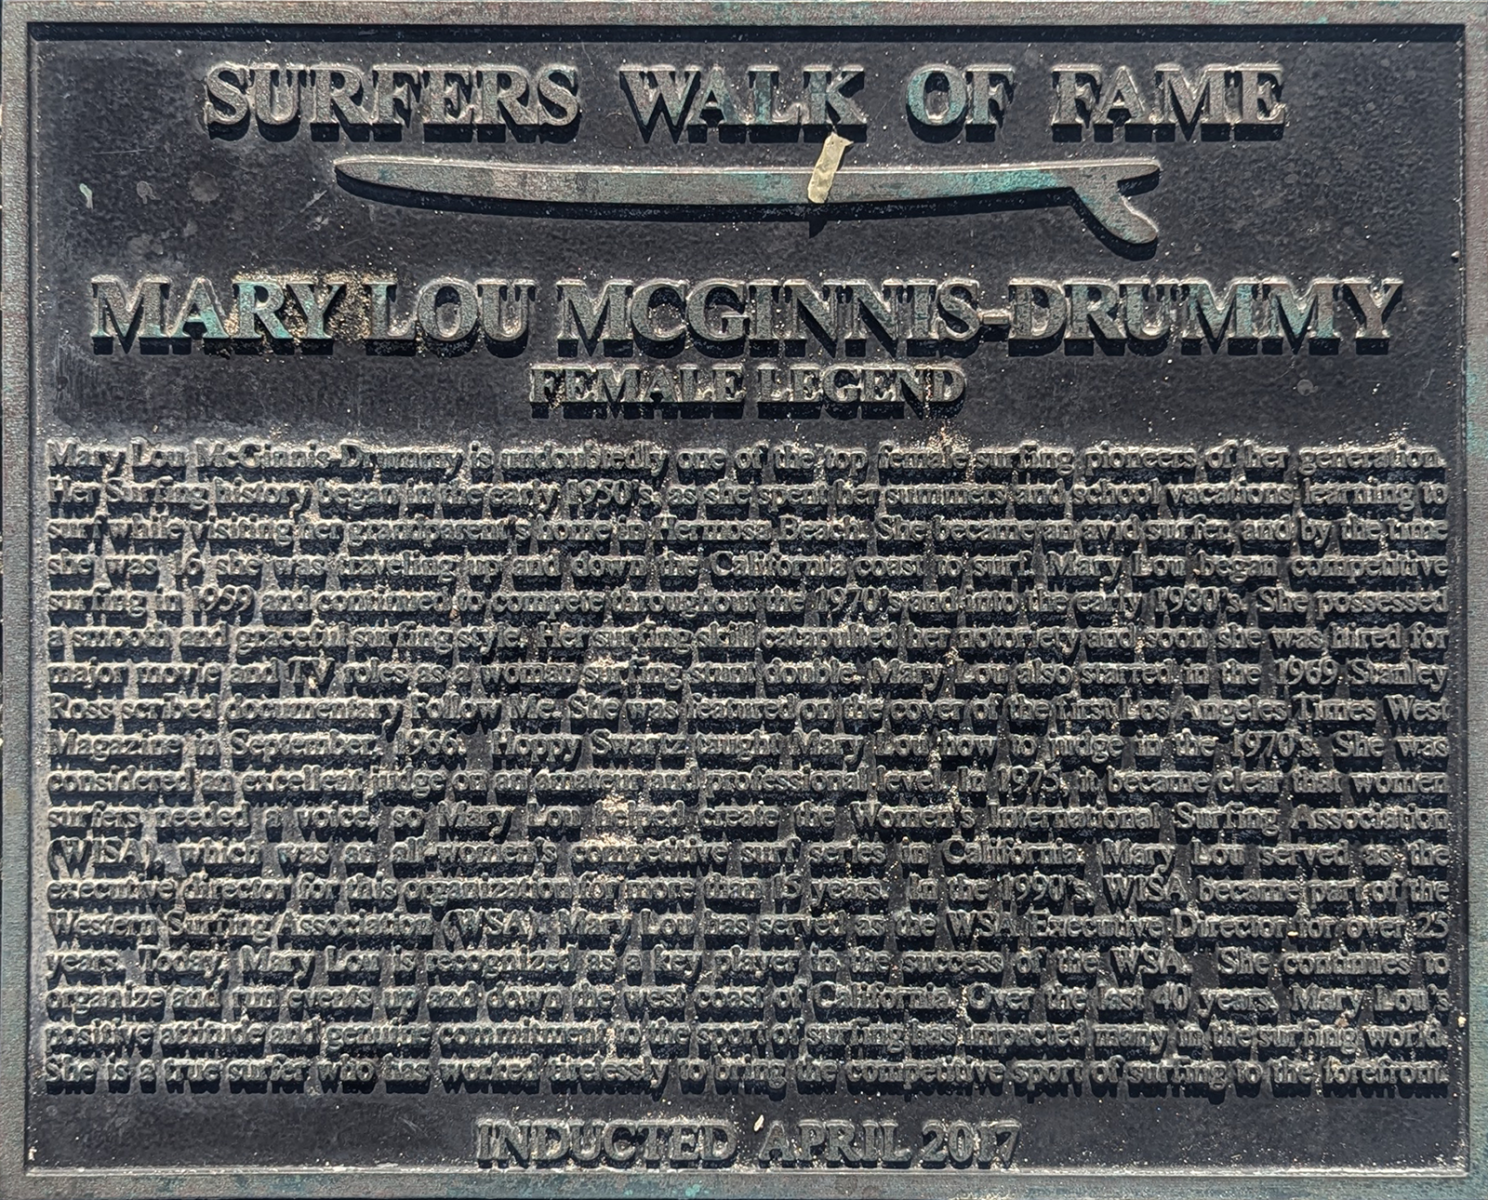 SURFERS WALK OF FAME
MARY LOU MCGINNIS-DRUMMY
FEMALE LEGEND
Mary Lou McGinnis-Drummy is undoubtedly one of the top female surfing pioneers of her generation.
Her Surfing history began in the early 1950's, as she spent her summers and school vacations learning to
surf while visiting her grandparent's home in Hermosa Beach. She became an avid surfer, and by the time
she was 16 she was traveling up and down the California coast to surf. Mary Lou began competitive
surfing in 1959 and continued to compete throughout the 1970's and into the early 1980's. She possessed
a smooth and graceful surfing style. Her surfing skill catapulted her notoriety and soon she was hired for
major movie and TV roles as a woman surfing stunt double. Mary Lou also starred in the 1969 Stanley
Ross scribed documentary Follow Me. She was featured on the cover of the first Los Angeles Times West
Magazine in September, 1966. Hoppy Swartz taught Mary Lou how to judge in the 1970's. She was
considered an excellent judge on an amateur and professional level. In 1975, it became clear that women
surfers needed a voice, so Mary Lou helped create the Women's International Surfing Association
(WISA), which was an all-women's competitive surf series in California. Mary Lou served as the
executive director for this organization for more than 15 years. In the 1990's, WISA became part of the
Western Surfing Association (WSA). Mary Lou has served as the WSA Executive Director for over 25
years. Today, Mary Lou is recognized as a key player in the success of the WSA. She continues to
organize and run events up and down the west coast of California. Over the last 40 years, Mary Lou's
positive attitude and genuine commitment to the sport of surfing has impacted many in the surfing world.
She is a true surfer who has worked tirelessly to bring the competitive sport of surfing to the forefront.
INDUCTED APRIL 2017